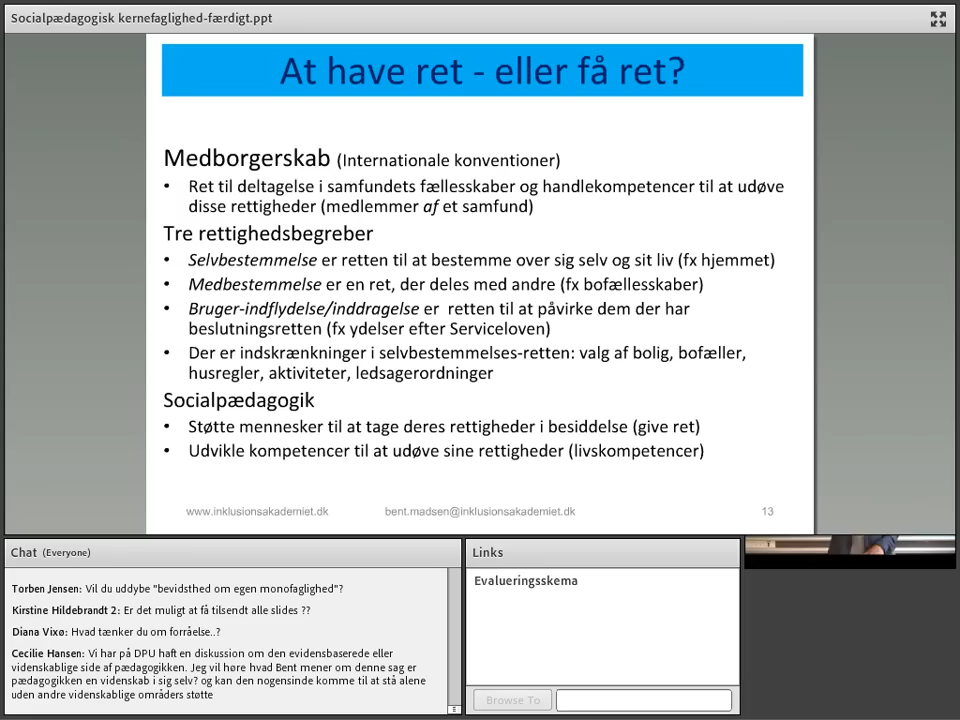 Socialpædagogisk kernefaglighed-færdigt.ppt
At have ret - eller få ret?
Medborgerskab (Internationale konventioner)
• Ret til deltagelse i samfundets fællesskaber og handlekompetencer til at udøve
disse rettigheder (medlemmer af et samfund)
Tre rettighedsbegreber
• Selvbestemmelse er retten til at bestemme over sig selv og sit liv (fx hjemmet)
• Medbestemmelse er en ret, der deles med andre (fx bofællesskaber)
• Bruger-indflydelse/inddragelse er retten til at påvirke dem der har
beslutningsretten (fx ydelser efter Serviceloven)
• Der er indskrænkninger i selvbestemmelses-retten: valg af bolig, bofæller,
husregler, aktiviteter, ledsagerordninger
Socialpædagogik
• Støtte mennesker til at tage deres rettigheder i besiddelse (give ret)
• Udvikle kompetencer til at udøve sine rettigheder (livskompetencer)
www.inklusionsakademiet.dk bent.madsen@inklusionsakademiet.dk 13
Chat (Everyone)
Torben Jensen: Vil du uddybe "bevidsthed om egen monofaglighed"?
Kirstine Hildebrandt 2: Er det muligt at få tilsendt alle slides ??
Diana Vixø: Hvad tænker du om forråelse..?
Cecilie Hansen: Vi har på DPU haft en diskussion om den evidensbaserede eller
videnskablige side af pædagogikken. Jeg vil høre hvad Bent mener om denne sag er
pædagogikken en videnskab i sig selv? og kan den nogensinde komme til at stå alene
uden andre videnskablige områders støtte
Links
Evalueringsskema
Browse To